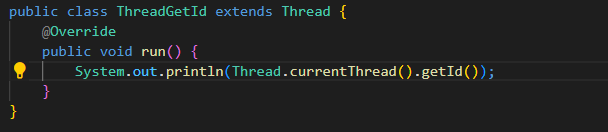 public class ThreadGetId extends Thread {
    @Override
    public void run() {
        System.out.println(Thread.currentThread().getId());
    }
}